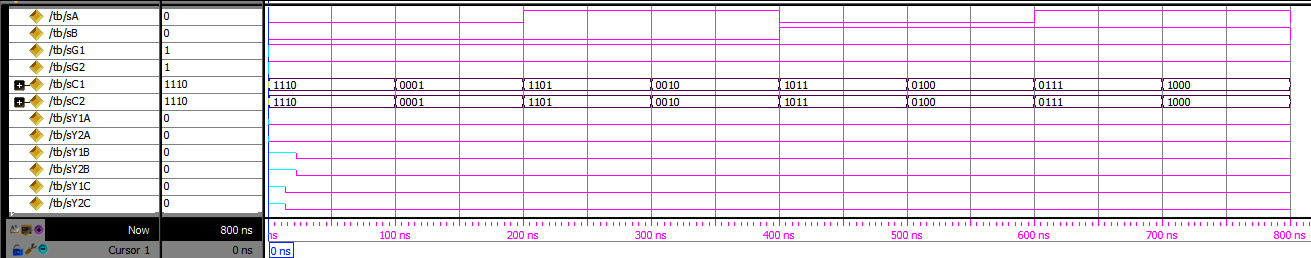 /tb/sA 0
/tb/sB 0
/tb/sG1 1
/tb/sG2 1
/tb/sC1 1110 1110 0001 1101 0010 1011 0100 0111 1000
/tb/sC2 1110 1110 0001 1101 0010 1011 0100 0111 1000
/tb/sY1A 0
/tb/sY2A 0
/tb/sY1B 0
/tb/sY2B 0
/tb/sY1C 0
/tb/sY2C 0
Now 800 ns ns 100 ns 200 ns 300 ns 400 ns 500 ns 600 ns 700 ns 800 ns
Cursor 1 0 ns 0 ns